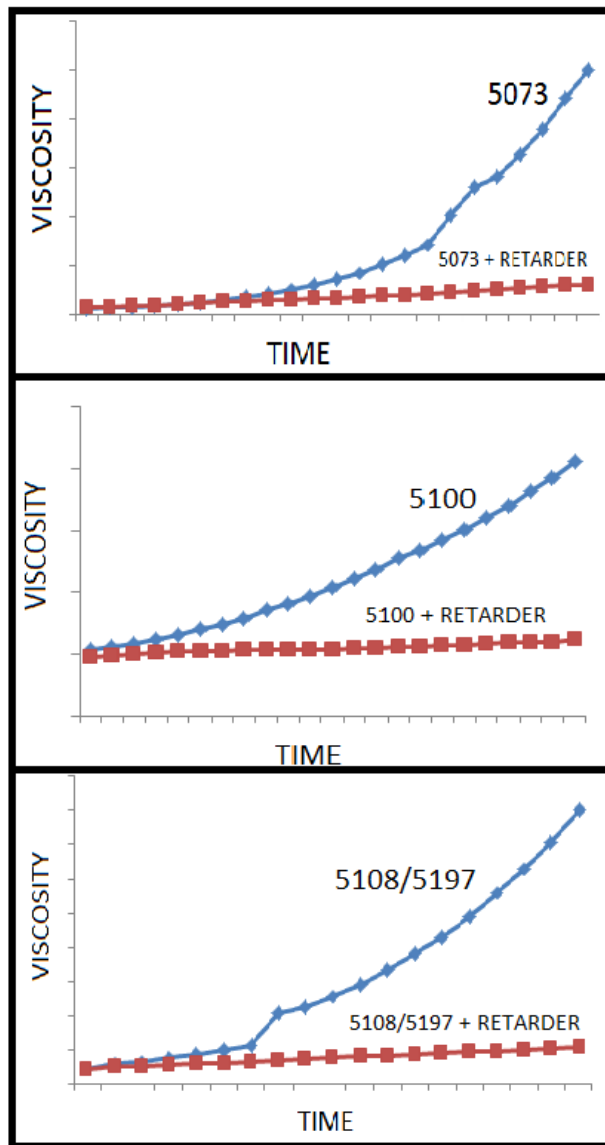 VISCOSITY
5073
5073 + RETARDER
TIME
VISCOSITY
5100
5100 + RETARDER
TIME
VISCOSITY
5108/5197
5108/5197 + RETARDER
TIME